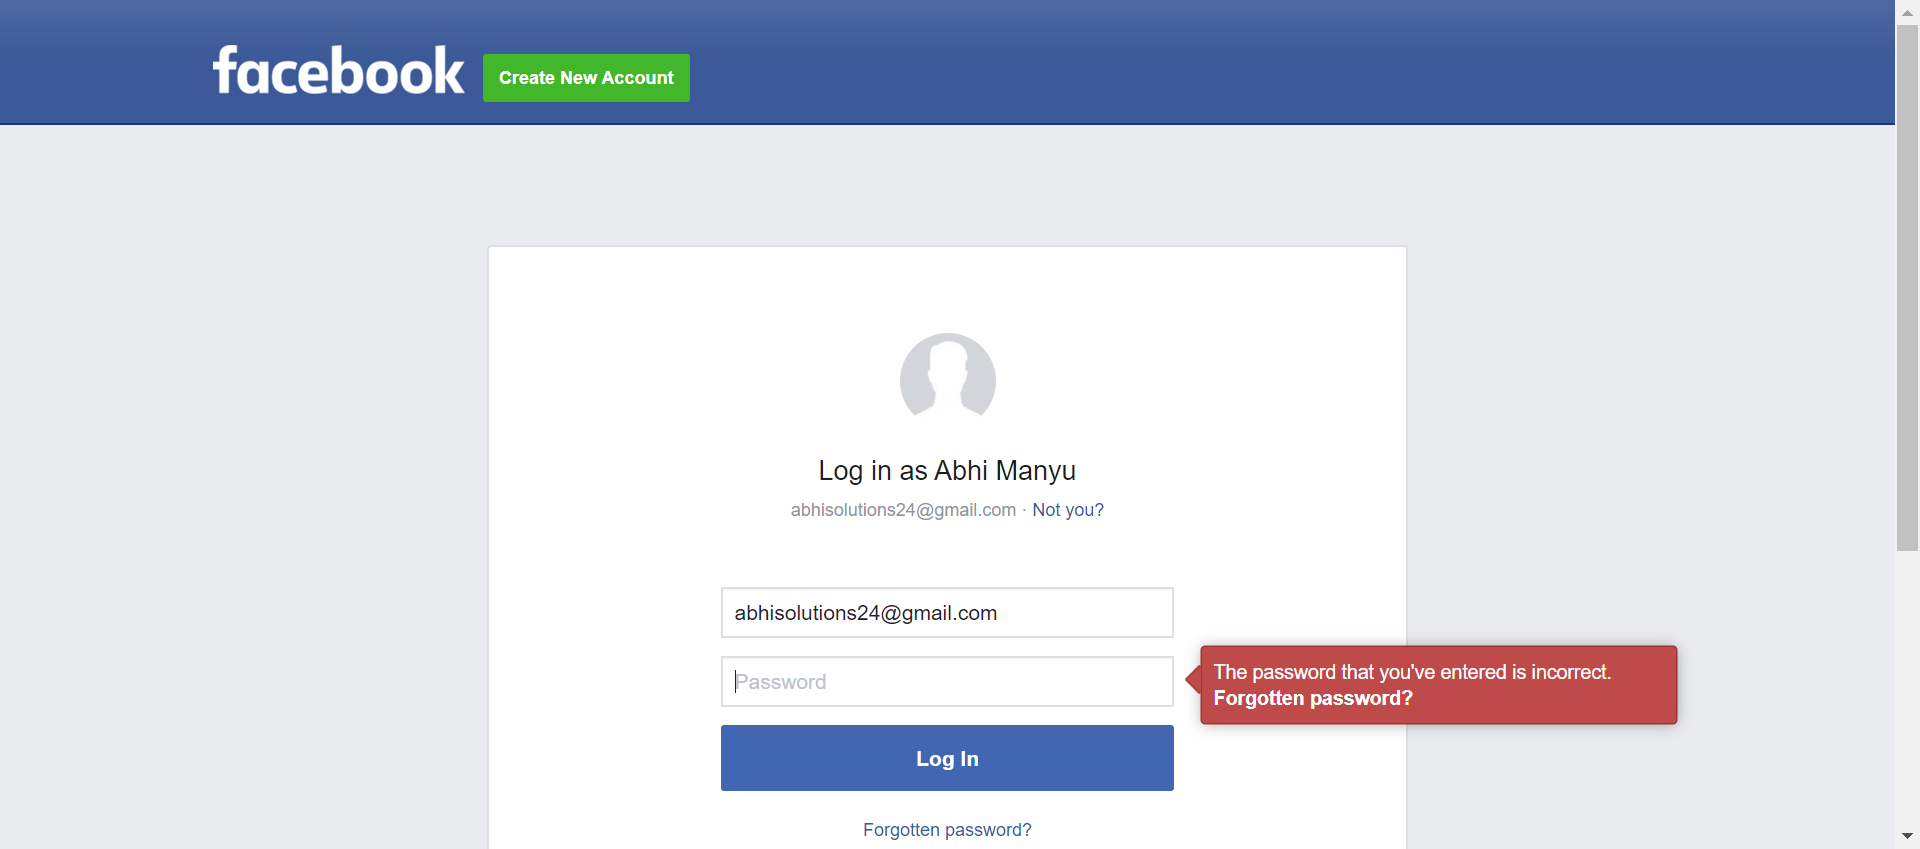 facebook
Create New Account
Log in as Abhi Manyu
abhisolutions24@gmail.com · Not you?
abhisolutions24@gmail.com
Password
The password that you've entered is incorrect.
Forgotten password?
Log In
Forgotten password?